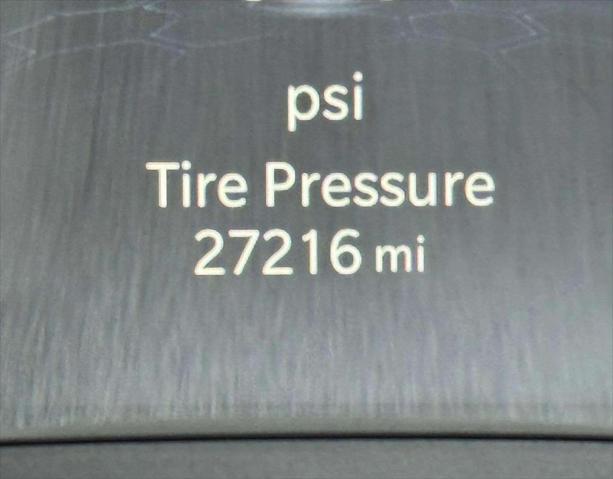 psi
Tire Pressure
27216 mi